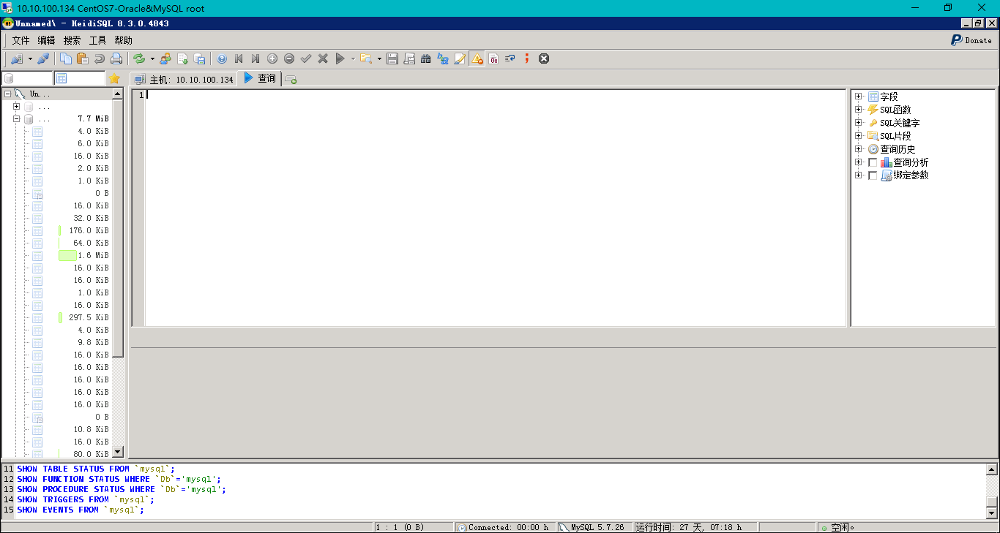 10.10.100.134 CentOS7-Oracle&MySQL root
Unnamed\ - HeidiSQL 8.3.0.4843
文件 编辑 搜索 工具 帮助
Donate
主机: 10.10.100.134 查询
Un...
...
... 7.7 MiB
4.0 KiB
6.0 KiB
16.0 KiB
2.0 KiB
1.0 KiB
0 B
16.0 KiB
32.0 KiB
176.0 KiB
64.0 KiB
1.6 MiB
16.0 KiB
16.0 KiB
1.0 KiB
16.0 KiB
297.5 KiB
4.0 KiB
9.8 KiB
16.0 KiB
16.0 KiB
16.0 KiB
16.0 KiB
16.0 KiB
0 B
10.8 KiB
16.0 KiB
80.0 KiB
1
字段
SQL函数
SQL关键字
SQL片段
查询历史
查询分析
绑定参数
11 SHOW TABLE STATUS FROM `mysql`;
12 SHOW FUNCTION STATUS WHERE `Db`='mysql';
13 SHOW PROCEDURE STATUS WHERE `Db`='mysql';
14 SHOW TRIGGERS FROM `mysql`;
15 SHOW EVENTS FROM `mysql`;
1 : 1 (0 B) Connected: 00:00 h MySQL 5.7.26 运行时间: 27 天, 07:18 h 空闲。